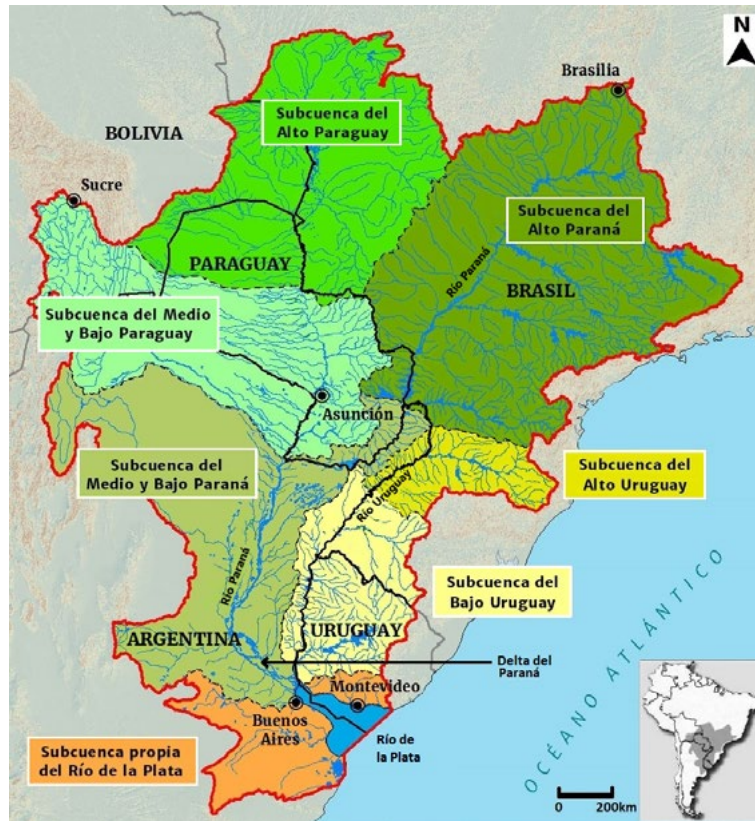 N
Brasilia
BOLIVIA
Subcuenca del
Alto Paraguay
Sucre
Subcuenca del
Alto Paraná
PARAGUAY
Río Paraná
BRASIL
Subcuenca del Medio
y Bajo Paraguay
Asunción
Subcuenca del
Medio y Bajo Paraná
Subcuenca del
Alto Uruguay
Río Uruguay
Río Paraná
Subcuenca del
Bajo Uruguay
ARGENTINA
URUGUAY
Delta del
Paraná
Montevideo
Buenos
Aires
Río de
la Plata
Subcuenca propia
del Río de la Plata
OCÉANO ATLÁNTICO
0 200km